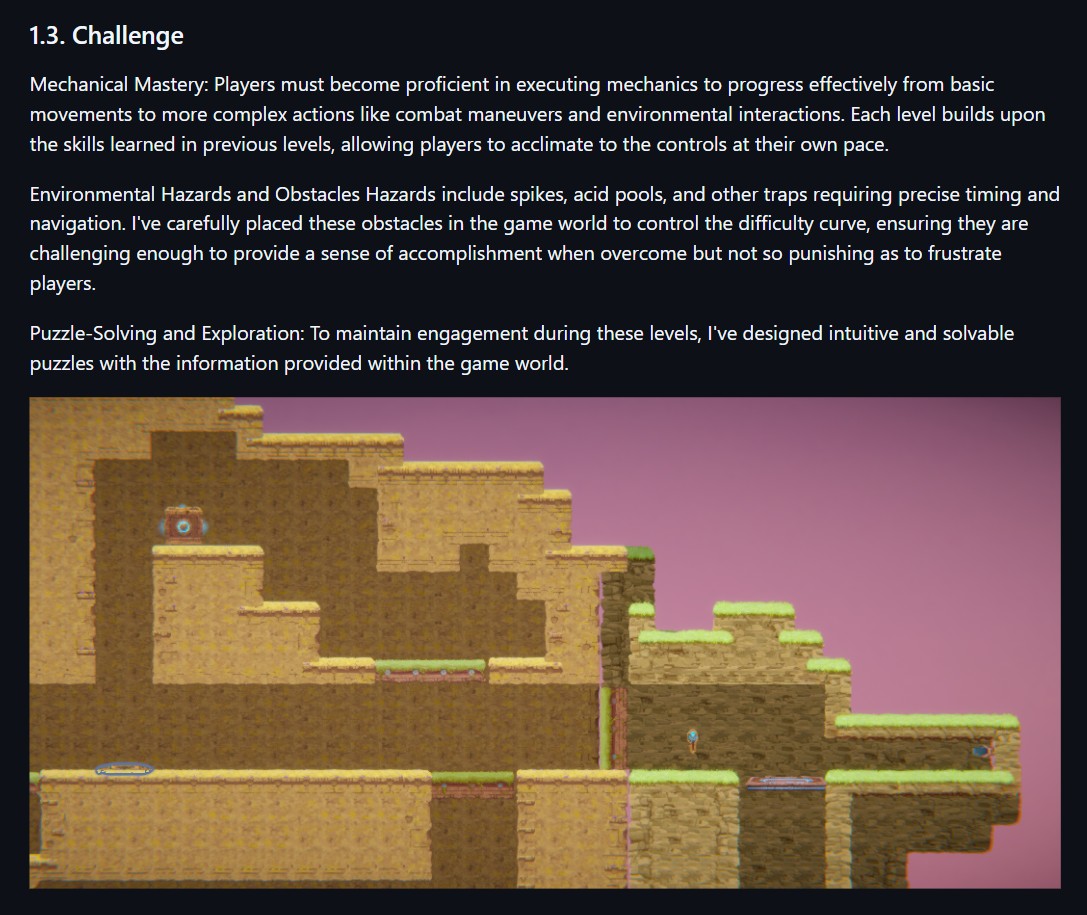 1.3. Challenge
Mechanical Mastery: Players must become proficient in executing mechanics to progress effectively from basic
movements to more complex actions like combat maneuvers and environmental interactions. Each level builds upon
the skills learned in previous levels, allowing players to acclimate to the controls at their own pace.
Environmental Hazards and Obstacles Hazards include spikes, acid pools, and other traps requiring precise timing and
navigation. I've carefully placed these obstacles in the game world to control the difficulty curve, ensuring they are
challenging enough to provide a sense of accomplishment when overcome but not so punishing as to frustrate
players.
Puzzle-Solving and Exploration: To maintain engagement during these levels, I've designed intuitive and solvable
puzzles with the information provided within the game world.